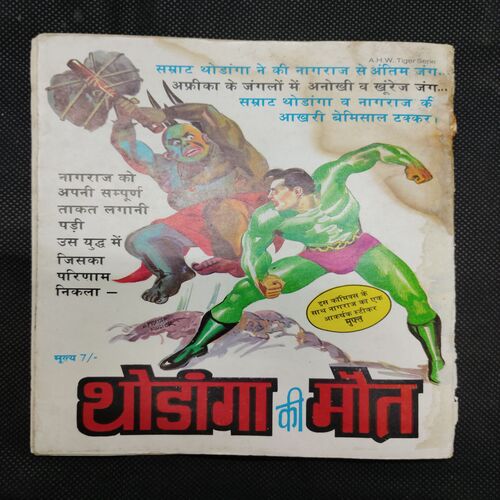 A.H.W. Tiger Serie
सम्राट थोडांगा ने की नागराज से अंतिम जंग..
अफ्रीका के जंगलों में अनोखी व खूंरेज जंग...
सम्राट थोडांगा व नागराज की
आखरी बेमिसाल टक्कर।
नागराज को
अपनी सम्पूर्ण
ताकत लगानी
पड़ी
उस युद्ध में
जिसका
परिणाम
निकला —
इस कॉमिक्स के
साथ नागराज का एक
आकर्षक स्टीकर
मुफ्त
मूल्य 7/-
थोडांगा की मौत